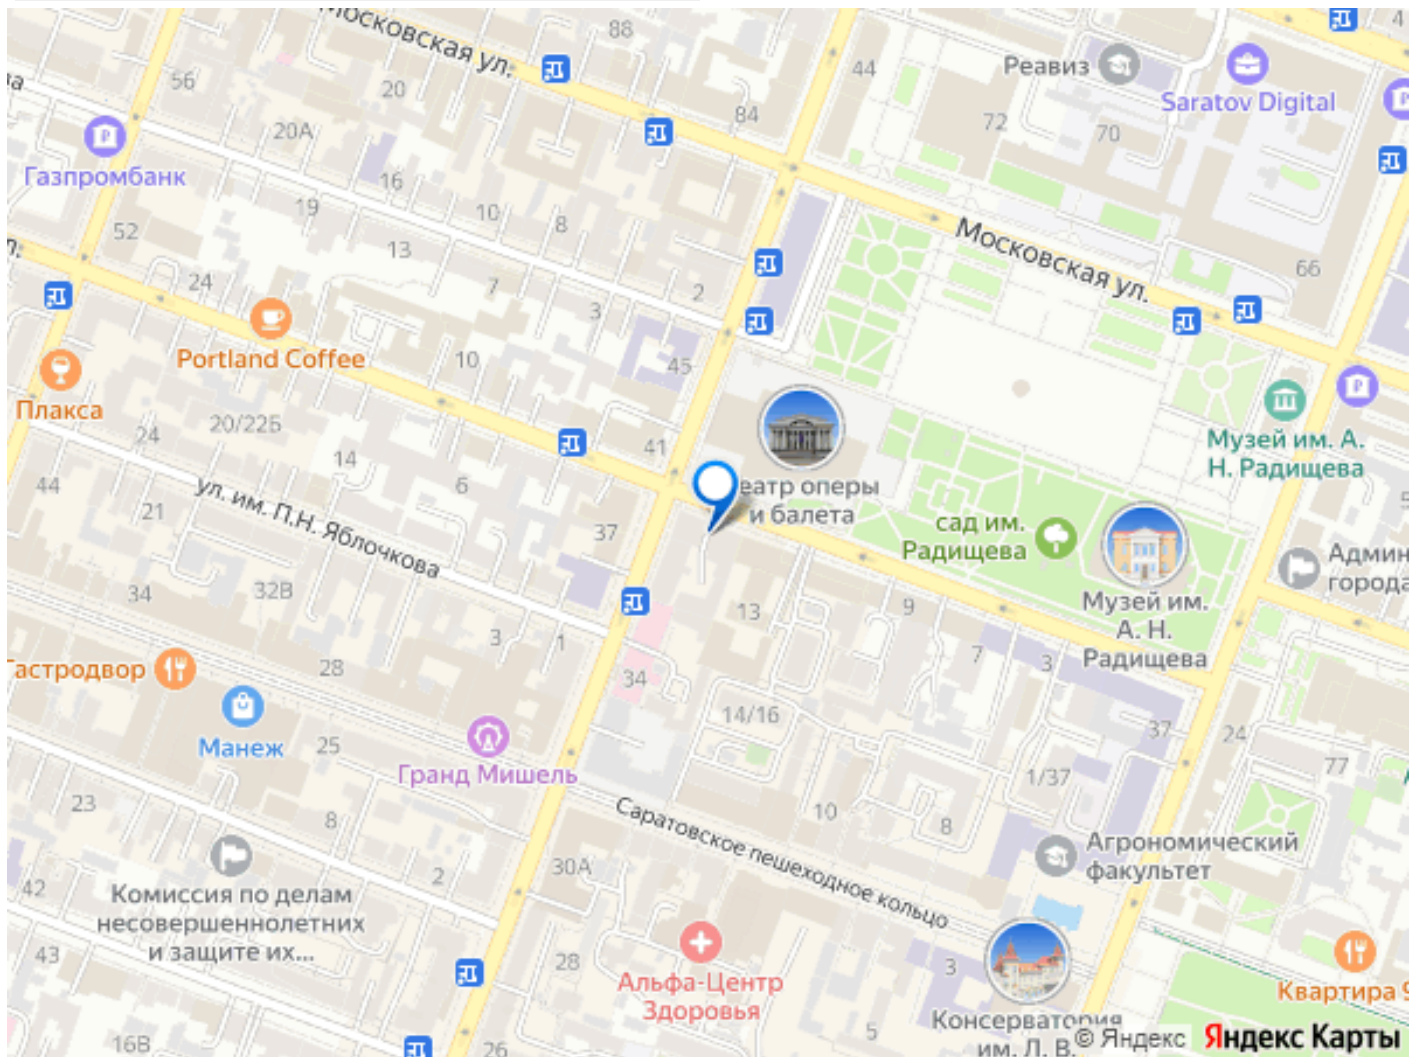 Московская ул.
88
4
44
Реавиз
Saratov Digital
56
20
84
72
70
20А
Газпромбанк
16
19
10
8
52
13
Московская ул.
66
24
7
2
3
Portland Coffee
10
45
Плакса
20/22Б
24
41
14
Музей им. А.
Н. Радищева
44
6
еатр оперы
и балета
ул. им. П.Н. Яблочкова
21
37
сад им.
Радищева
Админ
города
34
32В
13
9
Музей им.
А. Н.
Радищева
3
1
7
3
Гастродвор
28
34
14/16
37
24
Манеж
25
Гранд Мишель
77
1/37
23
8
Саратовское пешеходное кольцо
10
8
Агрономический
факультет
30А
2
42
Комиссия по делам
несовершеннолетних
и защите их...
43
28
Альфа-Центр
Здоровья
3
Квартира 9
16В
26
5
Консерватория
им. Л. В.
© Яндекс Яндекс Карты